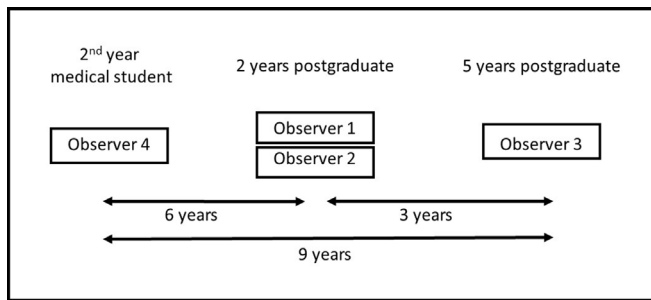 2nd year
medical student
2 years postgraduate
5 years postgraduate
Observer 4
Observer 1
Observer 2
Observer 3
6 years
3 years
9 years